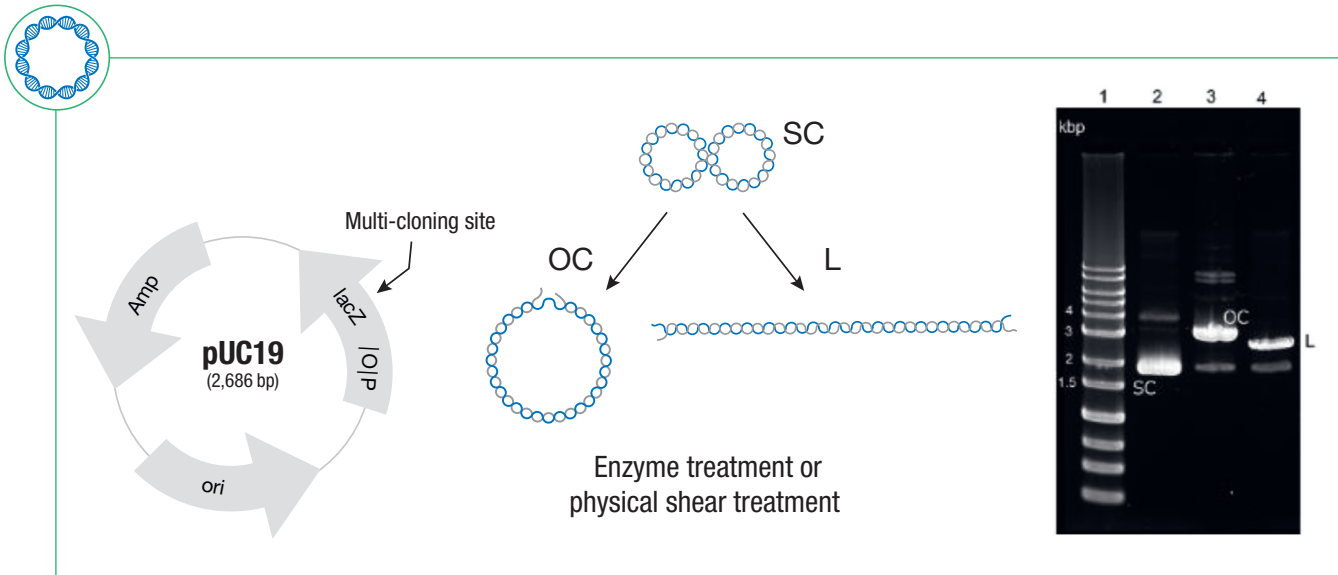 SC
Multi-cloning site
OC
L
Amp
lacZ
|O|P
pUC19
(2,686 bp)
ori
Enzyme treatment or
physical shear treatment
1 2 3 4
kbp
4
3
2
1.5
OC
L
SC